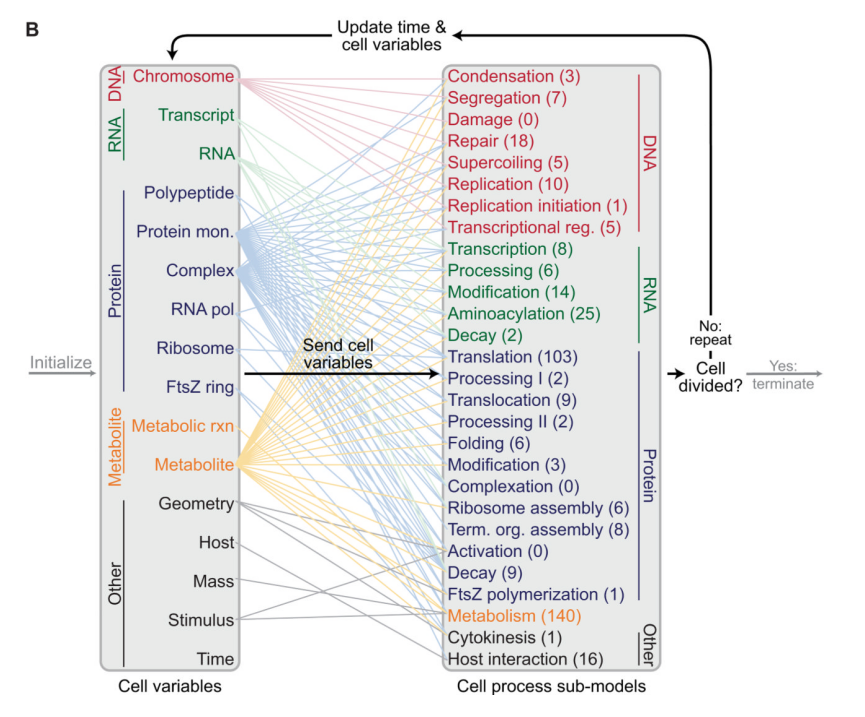 B
Update time &
cell variables
DNA
Chromosome
RNA
Transcript
RNA
Protein
Polypeptide
Protein mon.
Complex
RNA pol
Ribosome
FtsZ ring
Metabolite
Metabolic rxn
Metabolite
Other
Geometry
Host
Mass
Stimulus
Time
Cell variables
Initialize
Send cell
variables
Condensation (3)
Segregation (7)
Damage (0)
Repair (18)
Supercoiling (5)
Replication (10)
Replication initiation (1)
Transcriptional reg. (5)
DNA
Transcription (8)
Processing (6)
Modification (14)
Aminoacylation (25)
Decay (2)
RNA
Translation (103)
Processing I (2)
Translocation (9)
Processing II (2)
Folding (6)
Modification (3)
Complexation (0)
Ribosome assembly (6)
Term. org. assembly (8)
Activation (0)
Decay (9)
FtsZ polymerization (1)
Protein
Metabolism (140)
Cytokinesis (1)
Host interaction (16)
Other
Cell process sub-models
No:
repeat
Cell
divided?
Yes:
terminate